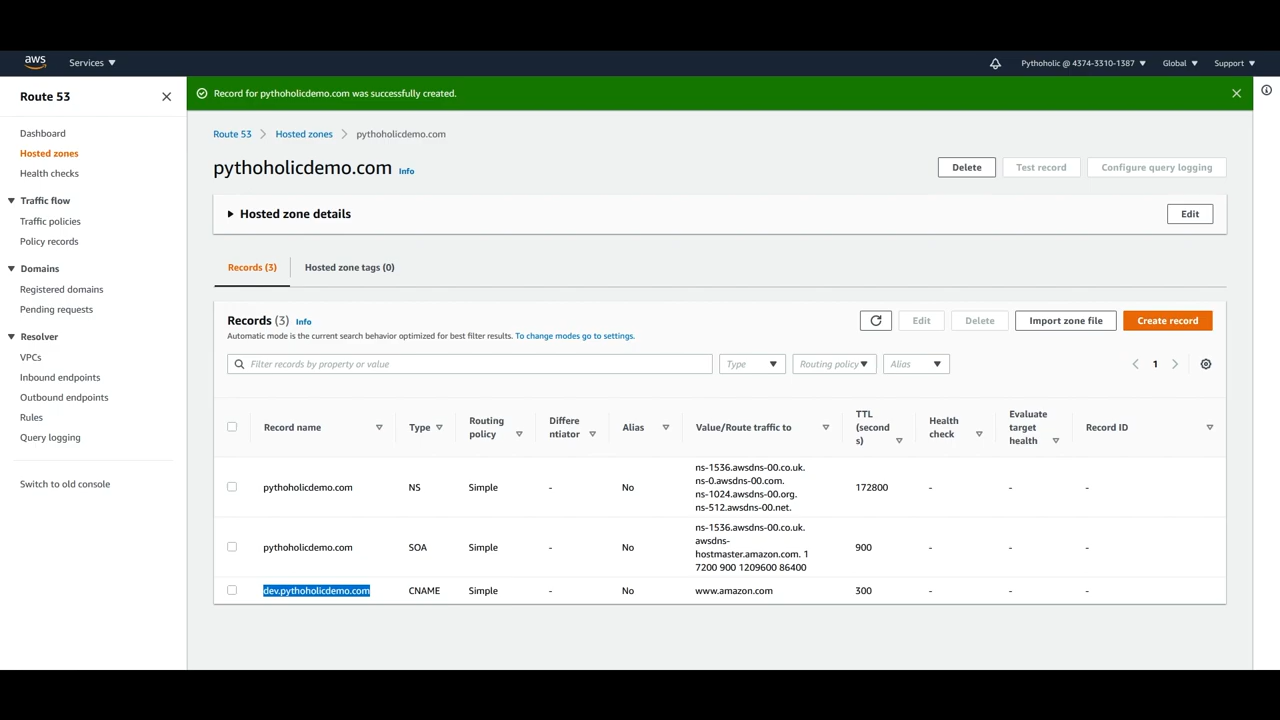 aws
Services
Pythoholic @ 4374-3310-1387
Global
Support
Route 53
Record for pythoholicdemo.com was successfully created.
Dashboard
Hosted zones
Health checks
Traffic flow
Traffic policies
Policy records
Domains
Registered domains
Pending requests
Resolver
VPCs
Inbound endpoints
Outbound endpoints
Rules
Query logging
Switch to old console
Route 53 > Hosted zones > pythoholicdemo.com
pythoholicdemo.com Info
Delete
Test record
Configure query logging
Hosted zone details
Edit
Records (3)
Hosted zone tags (0)
Records (3) Info
Automatic mode is the current search behavior optimized for best filter results. To change modes go to settings.
Edit
Delete
Import zone file
Create record
Filter records by property or value
Type
Routing policy
Alias
1
Record name
Type
Routing
policy
Differe
ntiator
Alias
Value/Route traffic to
TTL
(second
s)
Health
check
Evaluate
target
health
Record ID
pythoholicdemo.com
NS
Simple
-
No
ns-1536.awsdns-00.co.uk.
ns-0.awsdns-00.com.
ns-1024.awsdns-00.org.
ns-512.awsdns-00.net.
172800
-
-
-
pythoholicdemo.com
SOA
Simple
-
No
ns-1536.awsdns-00.co.uk.
awsdns-
hostmaster.amazon.com. 1
7200 900 1209600 86400
900
-
-
-
dev.pythoholicdemo.com
CNAME
Simple
-
No
www.amazon.com
300
-
-
-